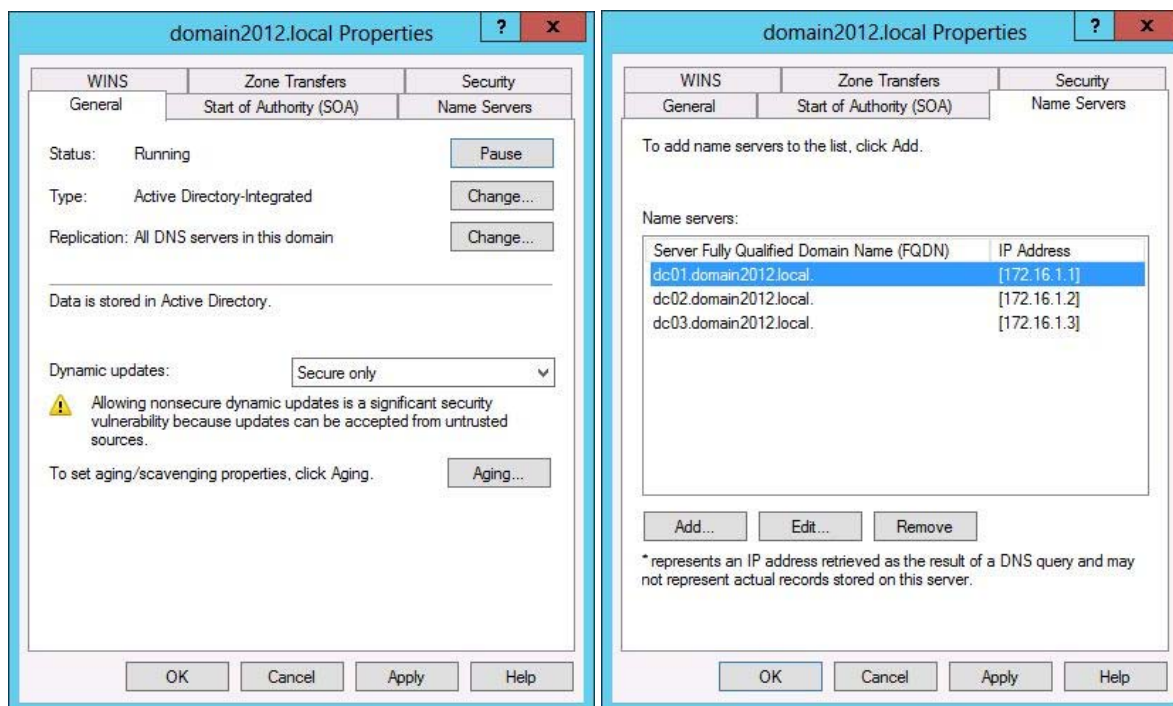 domain2012.local Properties
? x
WINS Zone Transfers Security
General Start of Authority (SOA) Name Servers
Status: Running Pause
Type: Active Directory-Integrated Change...
Replication: All DNS servers in this domain Change...
Data is stored in Active Directory.
Dynamic updates: Secure only
Allowing nonsecure dynamic updates is a significant security
vulnerability because updates can be accepted from untrusted
sources.
To set aging/scavenging properties, click Aging. Aging...
OK Cancel Apply Help
domain2012.local Properties
? x
WINS Zone Transfers Security
General Start of Authority (SOA) Name Servers
To add name servers to the list, click Add.
Name servers:
Server Fully Qualified Domain Name (FQDN) IP Address
dc01.domain2012.local. [172.16.1.1]
dc02.domain2012.local. [172.16.1.2]
dc03.domain2012.local. [172.16.1.3]
Add... Edit... Remove
* represents an IP address retrieved as the result of a DNS query and may
not represent actual records stored on this server.
OK Cancel Apply Help